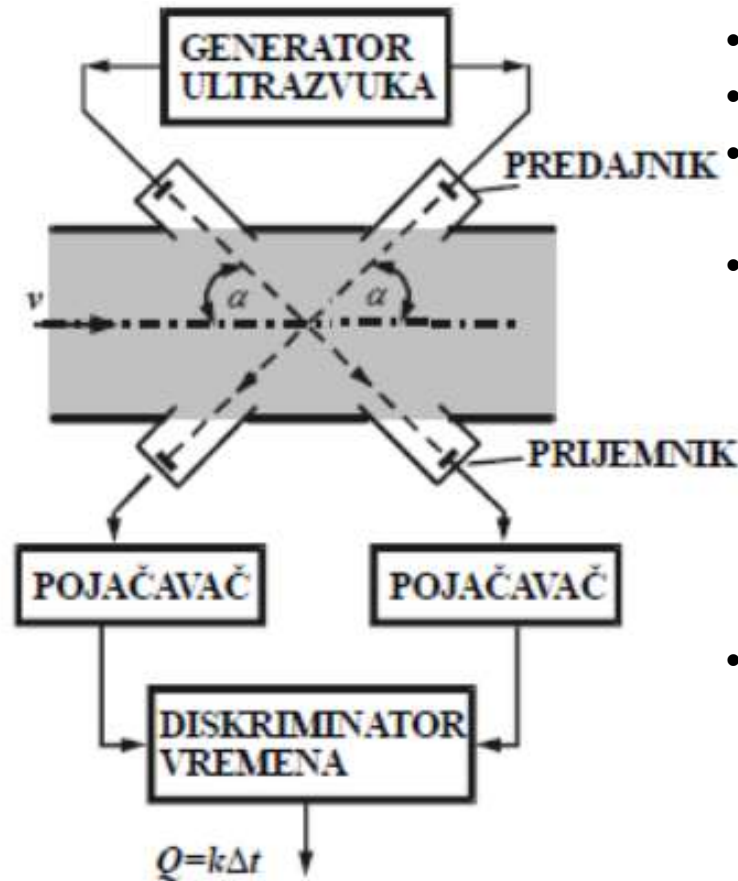 GENERATOR
ULTRAZVUKA
PREDAJNIK
α
α
v
PRIJEMNIK
POJAČAVAČ
POJAČAVAČ
DISKRIMINATOR
VREMENA
Q=kΔt